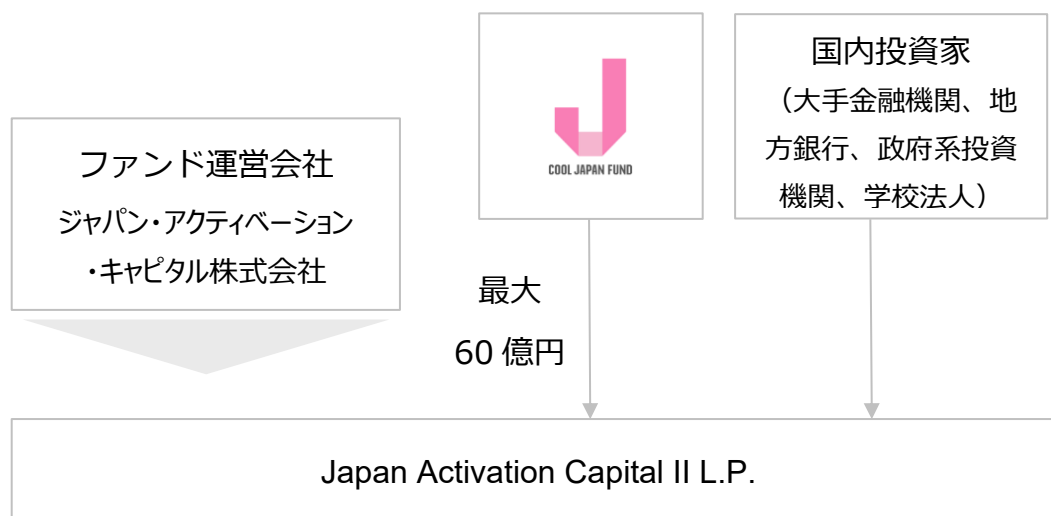 ファンド運営会社
ジャパン・アクティベーション
・キャピタル株式会社
COOL JAPAN FUND
国内投資家
（大手金融機関、地
方銀行、政府系投資
機関、学校法人）
最大
60 億円
Japan Activation Capital II L.P.